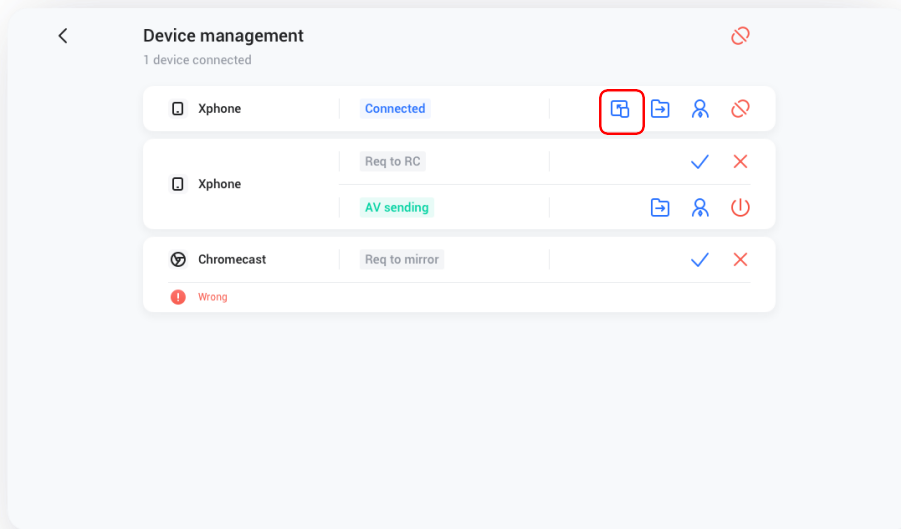 Device management
1 device connected
Xphone
Connected
Xphone
Req to RC
AV sending
Chromecast
Req to mirror
Wrong